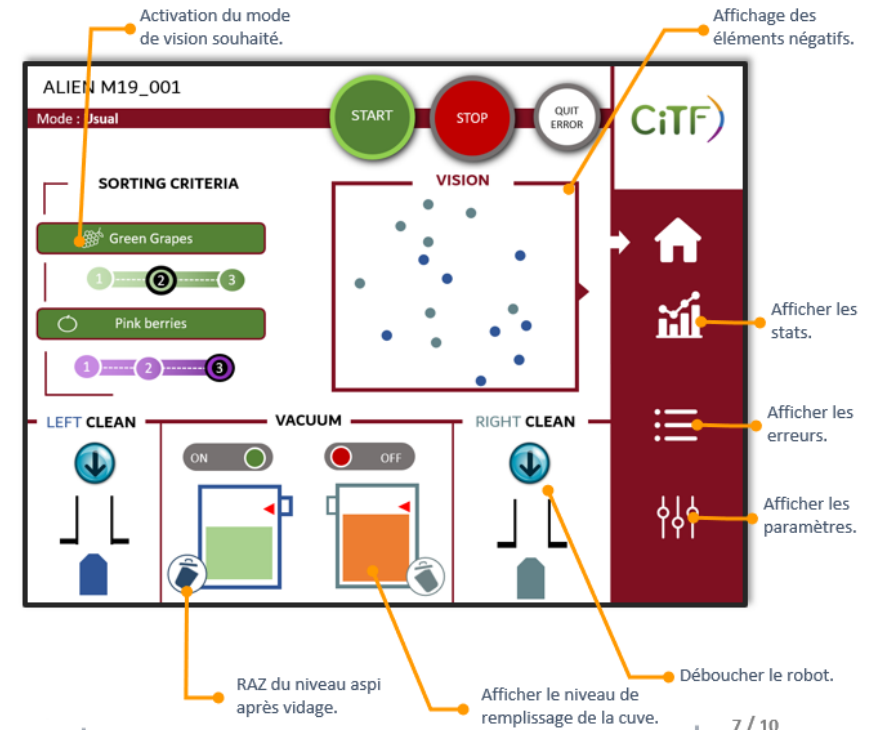 Activation du mode
de vision souhaité.
Affichage des
éléments négatifs.
ALIEN M19_001
Mode : Usual
START
STOP
QUIT
ERROR
CiTF)
SORTING CRITERIA
VISION
Green Grapes
1 2 3
Pink berries
1 2 3
Afficher les
stats.
Afficher les
erreurs.
Afficher les
paramètres.
LEFT CLEAN
VACUUM
RIGHT CLEAN
ON
OFF
RAZ du niveau aspi
après vidage.
Afficher le niveau de
remplissage de la cuve.
Déboucher le robot.
7 / 10